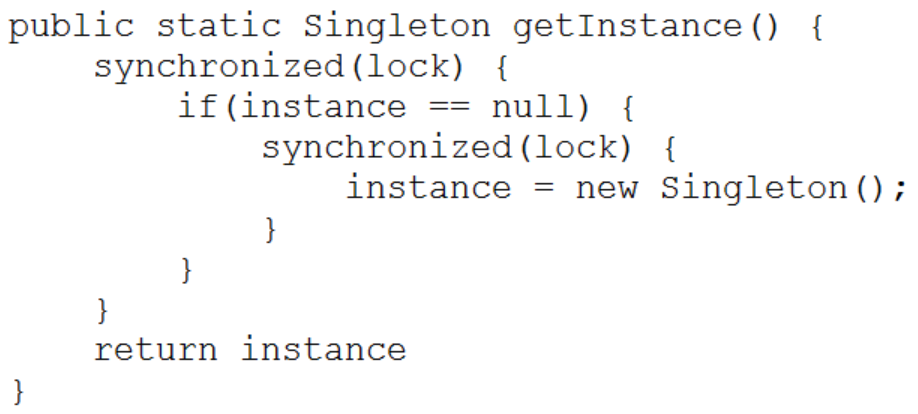 public static Singleton getInstance() {
    synchronized(lock) {
        if(instance == null) {
            synchronized(lock) {
                instance = new Singleton();
            }
        }
    }
    return instance
}